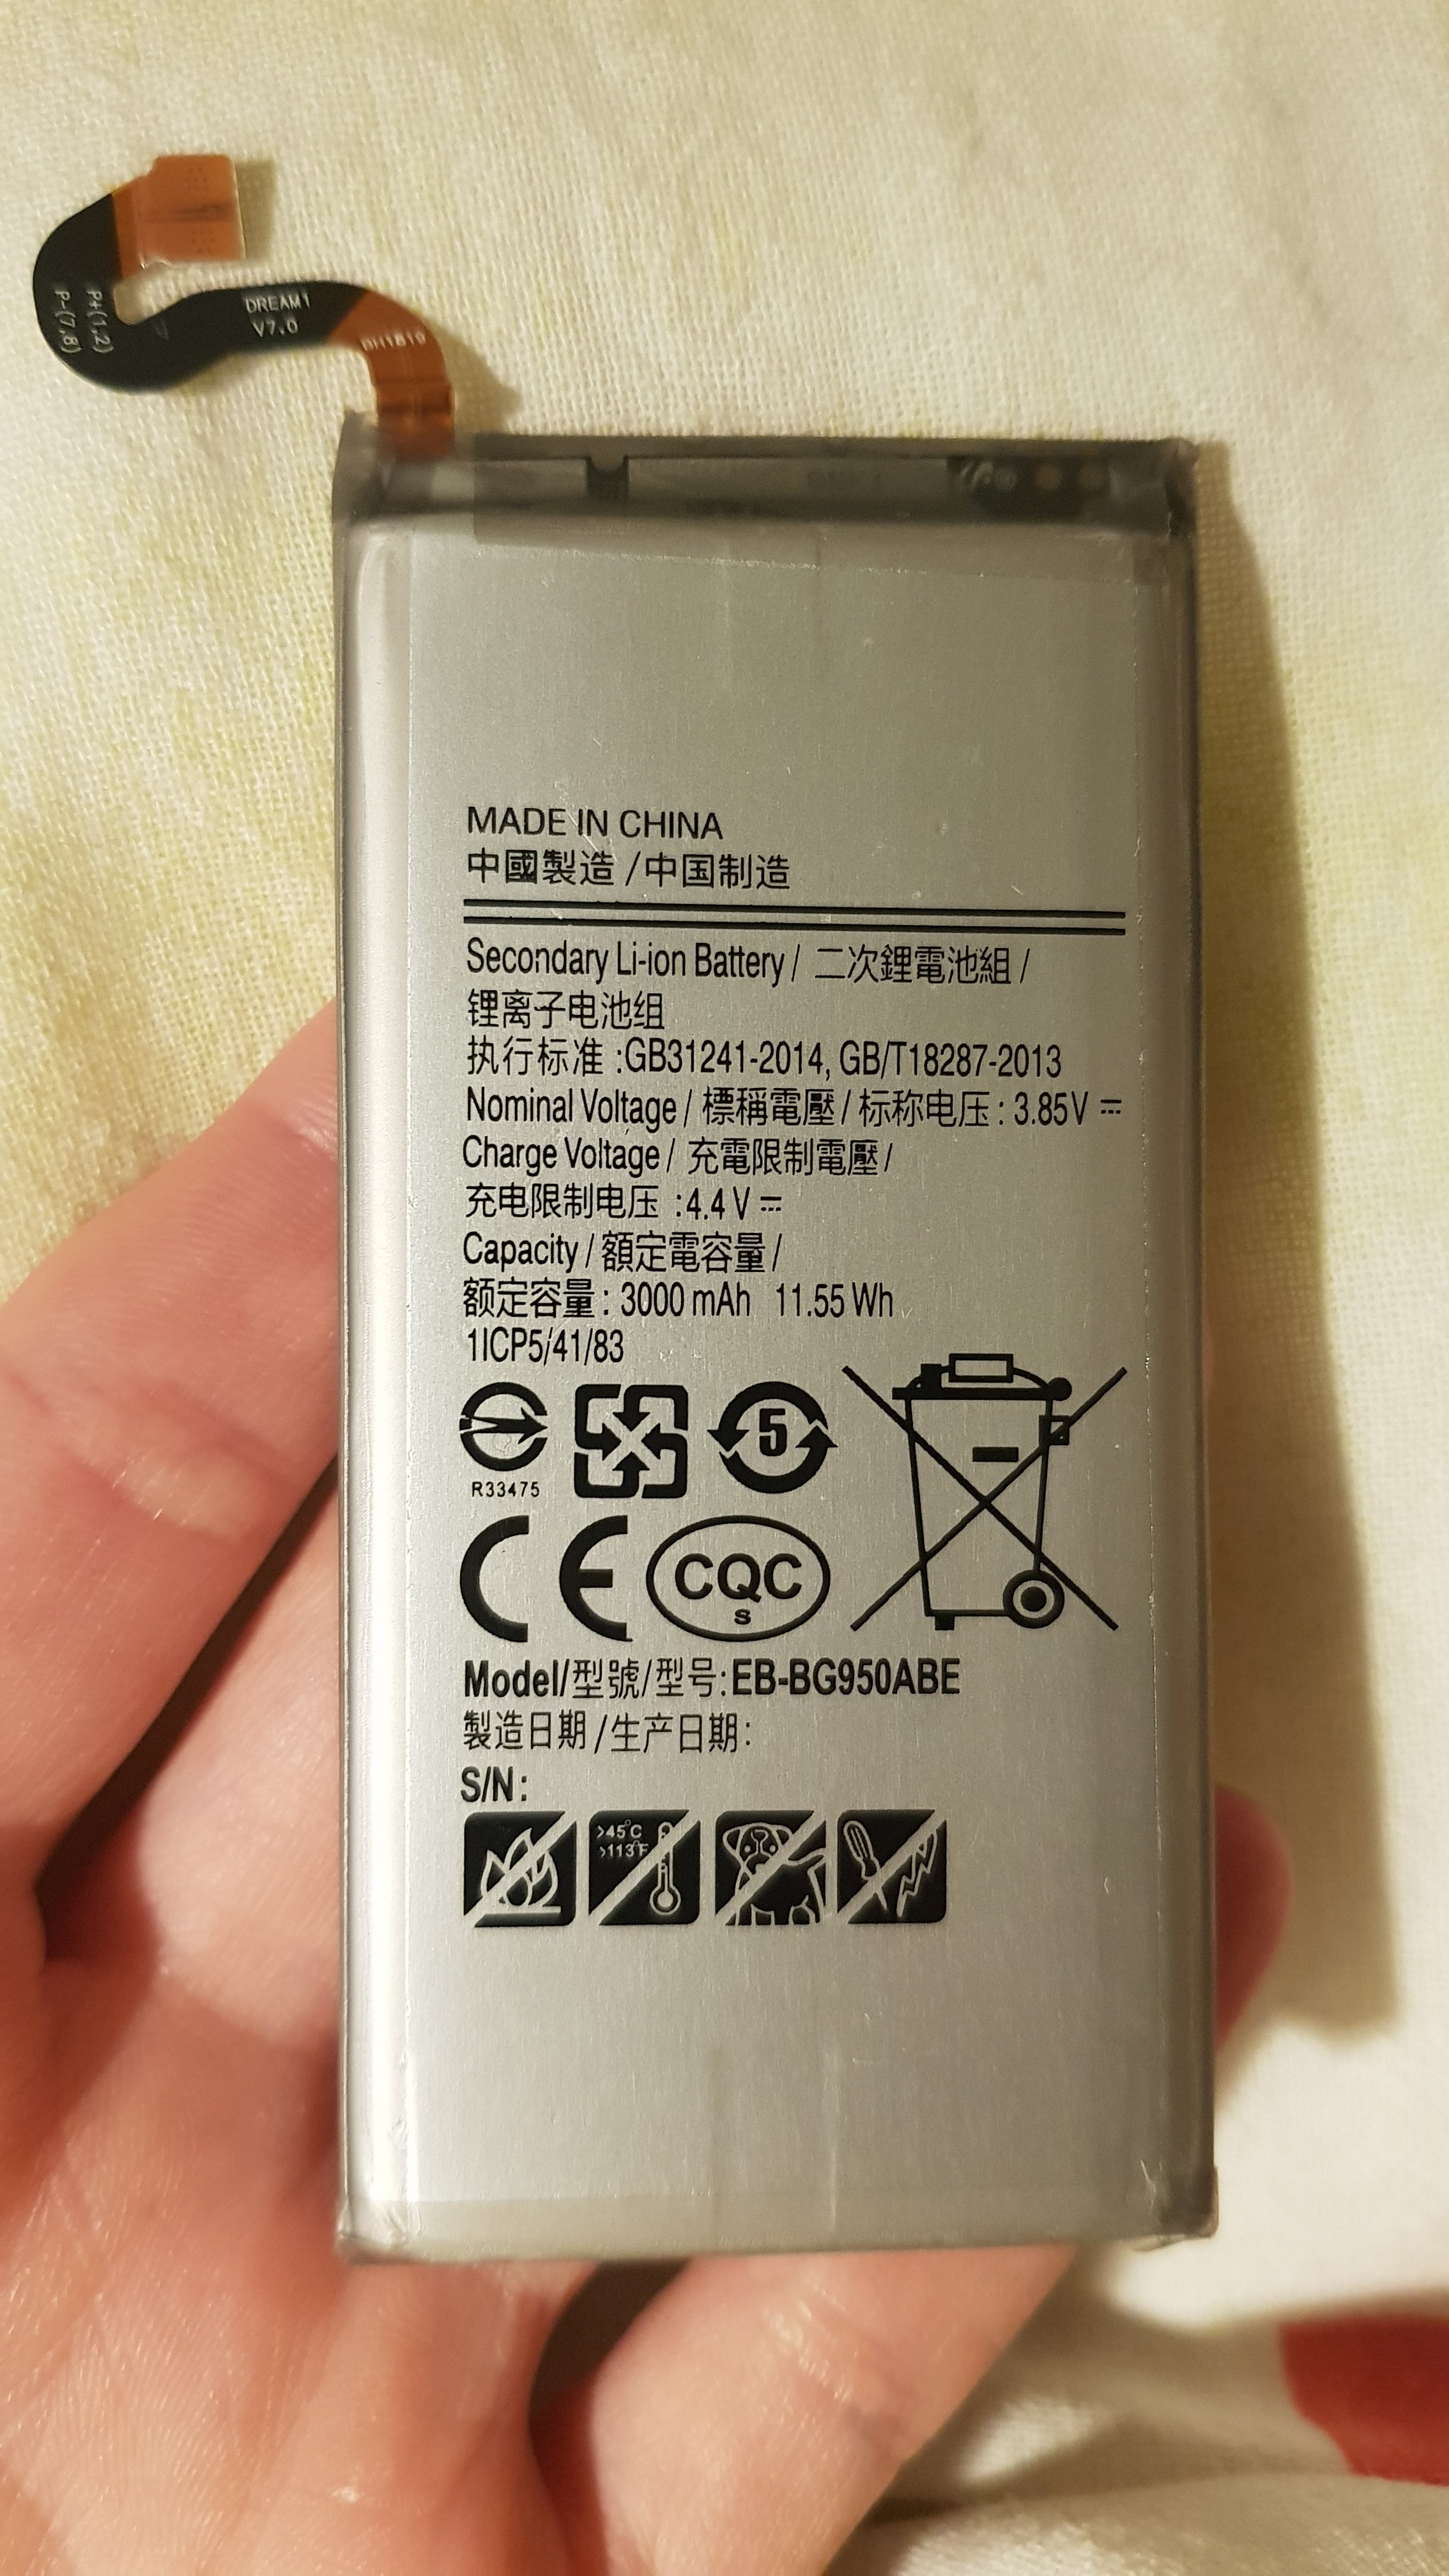 P+(1,2)
P-(7,8)
DREAM1
V7.0
DH1819
MADE IN CHINA
中國製造 /中国制造
Secondary Li-ion Battery / 二次鋰電池組 /
锂离子电池组
执行标准 :GB31241-2014, GB/T18287-2013
Nominal Voltage / 標稱電壓 / 标称电压 : 3.85V ⎓
Charge Voltage / 充電限制電壓 /
充电限制电压 :4.4 V ⎓
Capacity / 額定電容量 /
额定容量 : 3000 mAh 11.55 Wh
1ICP5/41/83
R33475
5
CE
CQC
S
Model/型號/型号:EB-BG950ABE
製造日期 /生产日期:
S/N:
>45°C
>113°F